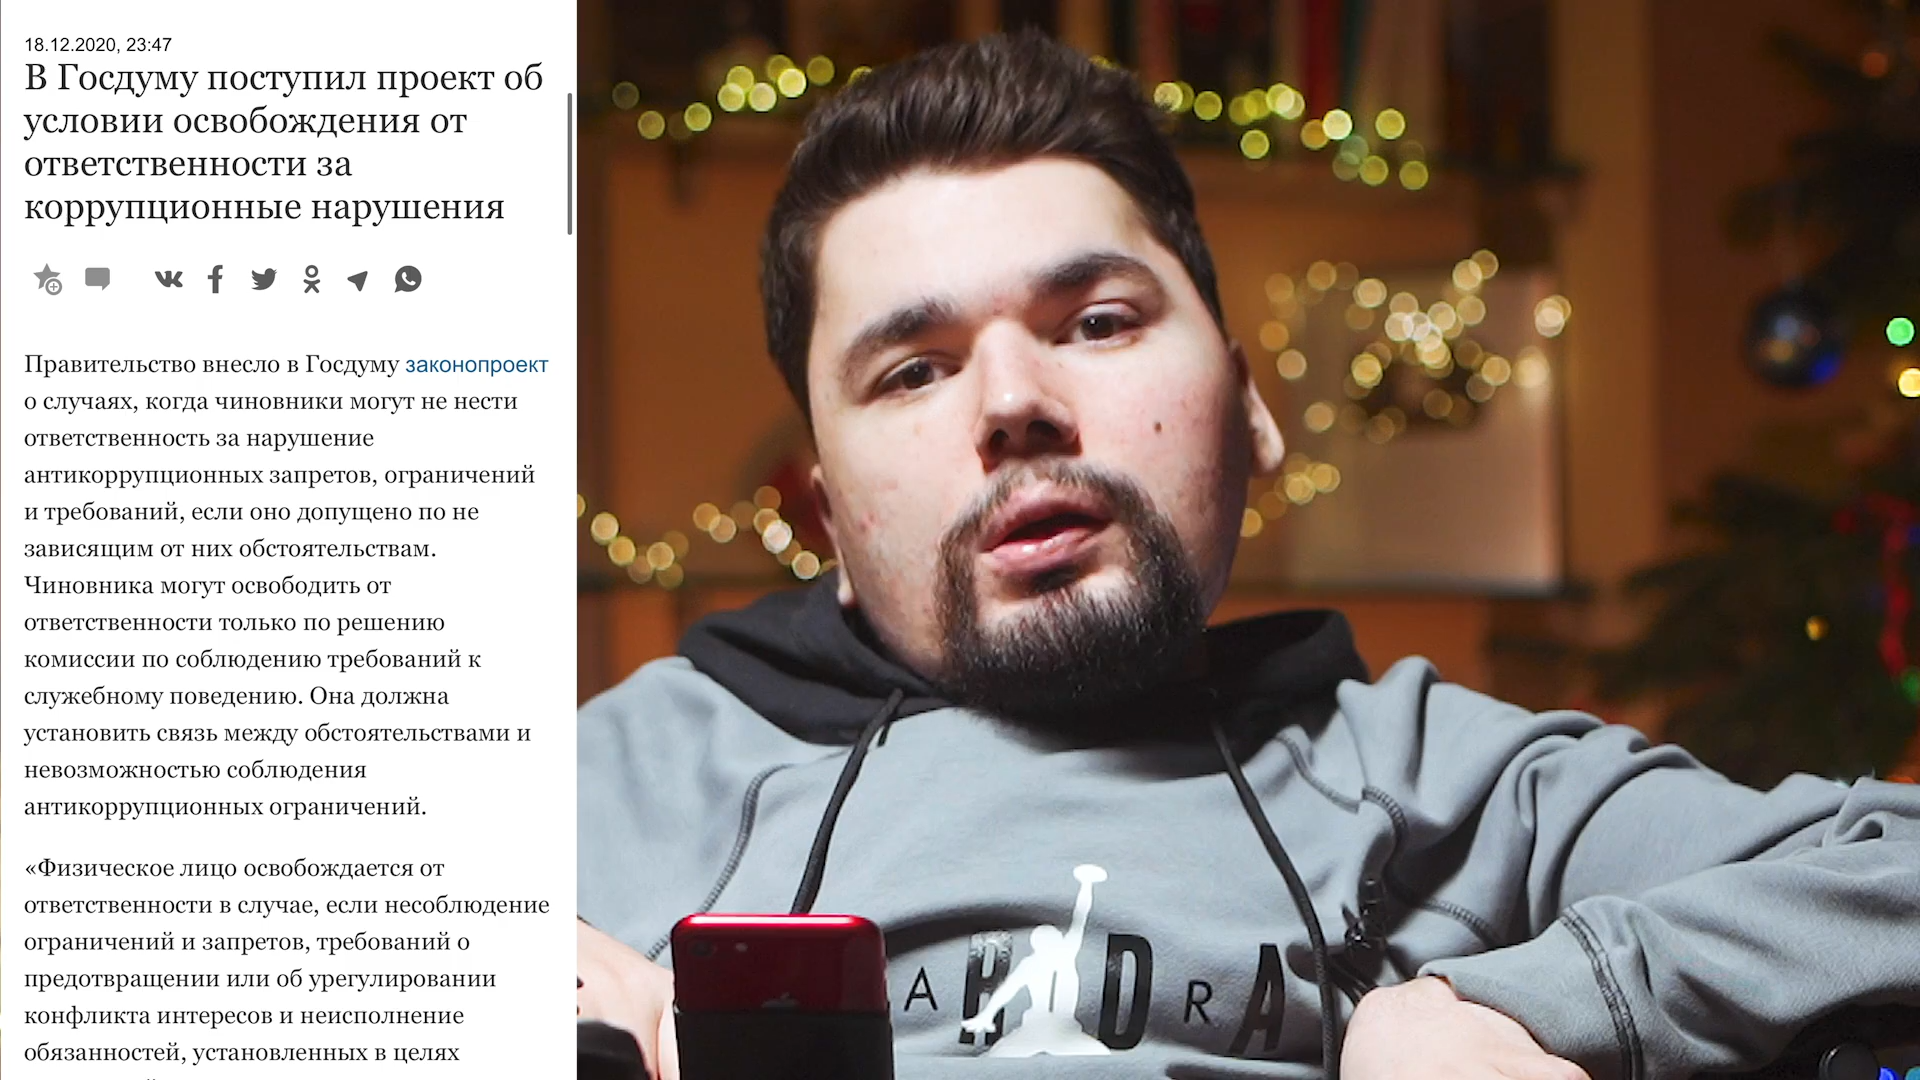 18.12.2020, 23:47
В Госдуму поступил проект об
условии освобождения от
ответственности за
коррупционные нарушения
Правительство внесло в Госдуму законопроект
о случаях, когда чиновники могут не нести
ответственность за нарушение
антикоррупционных запретов, ограничений
и требований, если оно допущено по не
зависящим от них обстоятельствам.
Чиновника могут освободить от
ответственности только по решению
комиссии по соблюдению требований к
служебному поведению. Она должна
установить связь между обстоятельствами и
невозможностью соблюдения
антикоррупционных ограничений.
«Физическое лицо освобождается от
ответственности в случае, если несоблюдение
ограничений и запретов, требований о
предотвращении или об урегулировании
конфликта интересов и неисполнение
обязанностей, установленных в целях